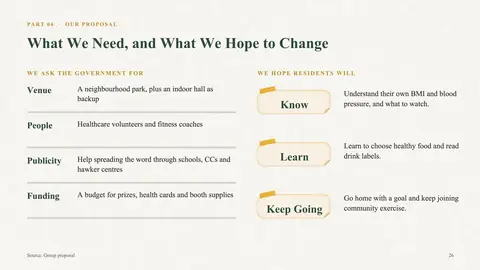 PART 04 · OUR PROPOSAL
What We Need, and What We Hope to Change
WE ASK THE GOVERNMENT FOR
Venue
A neighbourhood park, plus an indoor hall as
backup
People
Healthcare volunteers and fitness coaches
Publicity
Help spreading the word through schools, CCs and
hawker centres
Funding
A budget for prizes, health cards and booth supplies
WE HOPE RESIDENTS WILL
Know
Understand their own BMI and blood
pressure, and what to watch.
Learn
Learn to choose healthy food and read
drink labels.
Keep Going
Go home with a goal and keep joining
community exercise.
Source: Group proposal
26